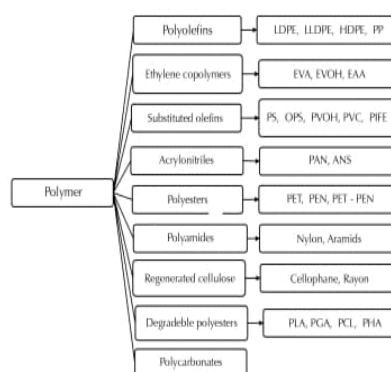 Polyolefins
LDPE, LLDPE, HDPE, PP
Ethylene copolymers
EVA, EVOH, EAA
Substituted olefins
PS, OPS, PVOH, PVC, PIFE
Acrylonitriles
PAN, ANS
Polymer
Polyesters
PET, PEN, PET - PEN
Polyamides
Nylon, Aramids
Regenerated cellulose
Cellophane, Rayon
Degradeble polyesters
PLA, PGA, PCL, PHA
Polycarbonates